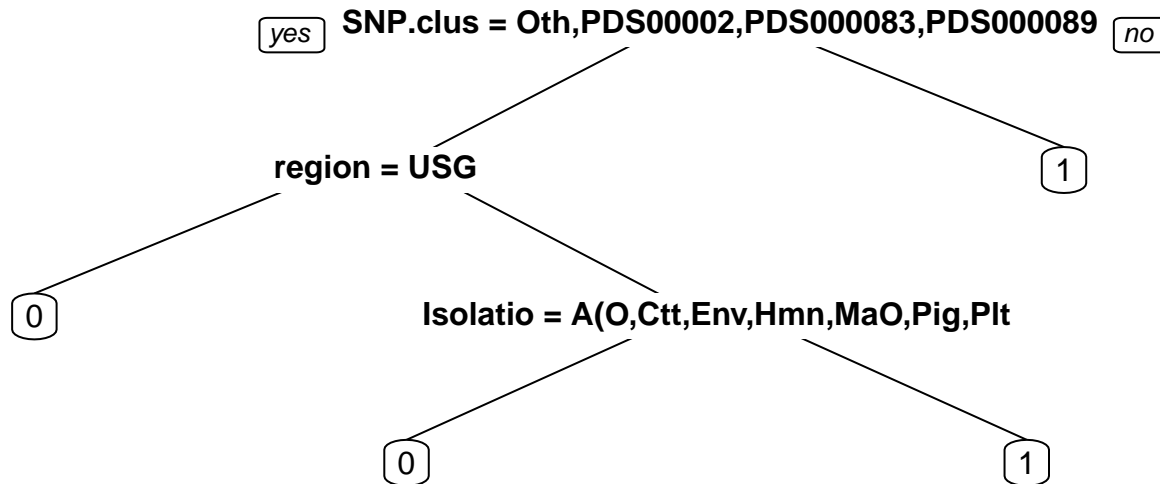 yes SNP.clus = Oth,PDS00002,PDS000083,PDS000089 no
region = USG
1
0
Isolatio = A(O,Ctt,Env,Hmn,MaO,Pig,Plt
0
1